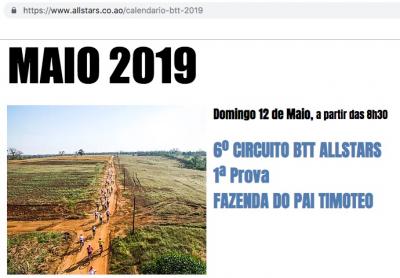 https://www.allstars.co.ao/calendario-btt-2019
MAIO 2019
Domingo 12 de Maio, a partir das 8h30
6º CIRCUITO BTT ALLSTARS
1ª Prova
FAZENDA DO PAI TIMOTEO